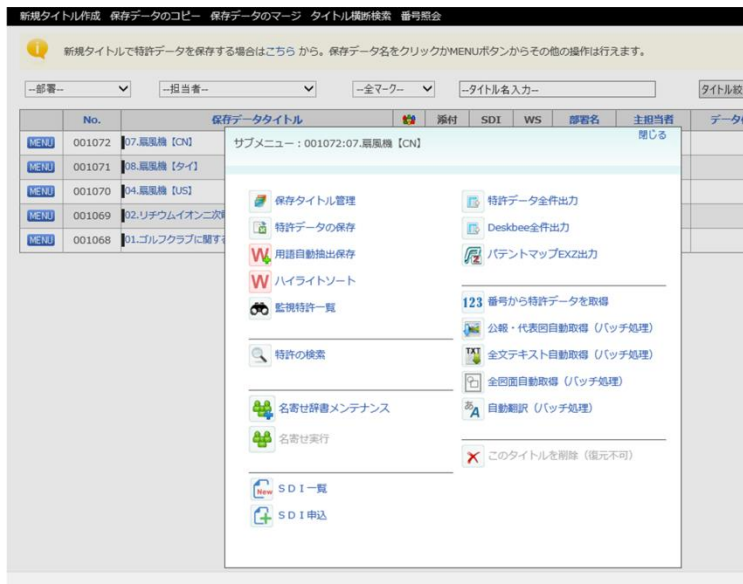 新規タイトル作成 保存データのコピー 保存データのマージ タイトル横断検索 番号照会
新規タイトルで特許データを保存する場合はこちら から。保存データ名をクリックかMENUボタンからその他の操作は行えます。
--部署-- --担当者-- --全マーク-- --タイトル名入力-- タイトル絞
No. 保存データタイトル 添付 SDI WS 部署名 主担当者 データ
MENU 001072 07.扇風機【CN】
MENU 001071 08.扇風機【タイ】
MENU 001070 04.扇風機【US】
MENU 001069 02.リチウムイオン二次
MENU 001068 01.ゴルフクラブに関す
サブメニュー：001072:07.扇風機【CN】 閉じる
保存タイトル管理
特許データの保存
用語自動抽出保存
ハイライトソート
監視特許一覧
特許の検索
名寄せ辞書メンテナンス
名寄せ実行
New ＳＤＩ一覧
ＳＤＩ申込
特許データ全件出力
Deskbee全件出力
パテントマップEXZ出力
123 番号から特許データを取得
公報・代表図自動取得（バッチ処理）
TXT 全文テキスト自動取得（バッチ処理）
全図面自動取得（バッチ処理）
あA 自動翻訳（バッチ処理）
このタイトルを削除（復元不可）